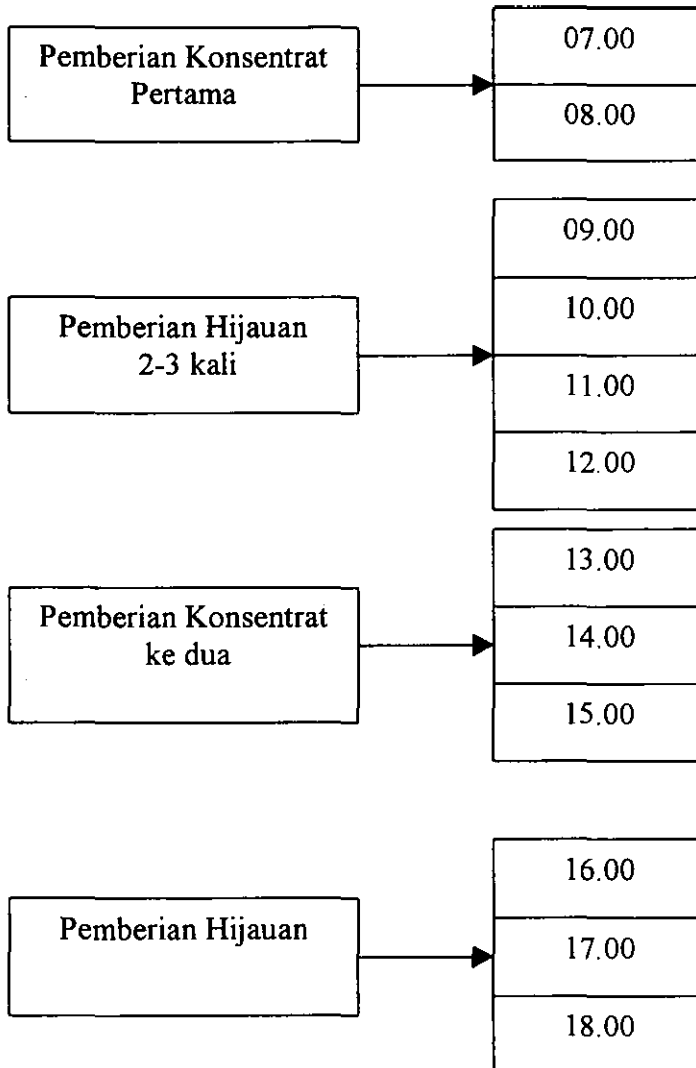 Pemberian Konsentrat
Pertama
07.00
08.00
Pemberian Hijauan
2-3 kali
09.00
10.00
11.00
12.00
Pemberian Konsentrat
ke dua
13.00
14.00
15.00
Pemberian Hijauan
16.00
17.00
18.00